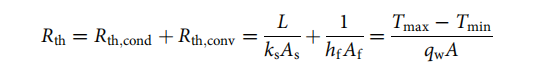 R_th = R_th,cond + R_th,conv = L / (k_s A_s) + 1 / (h_f A_f) = (T_max − T_min) / (q_w A)